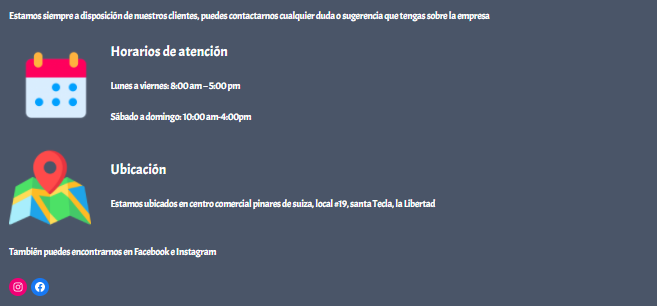 Estamos siempre a disposición de nuestros clientes, puedes contactarnos cualquier duda o sugerencia que tengas sobre la empresa
Horarios de atención
Lunes a viernes: 8:00 am – 5:00 pm
Sábado a domingo: 10:00 am-4:00pm
Ubicación
Estamos ubicados en centro comercial pinares de suiza, local #19, santa Tecla, la Libertad
También puedes encontrarnos en Facebook e Instagram